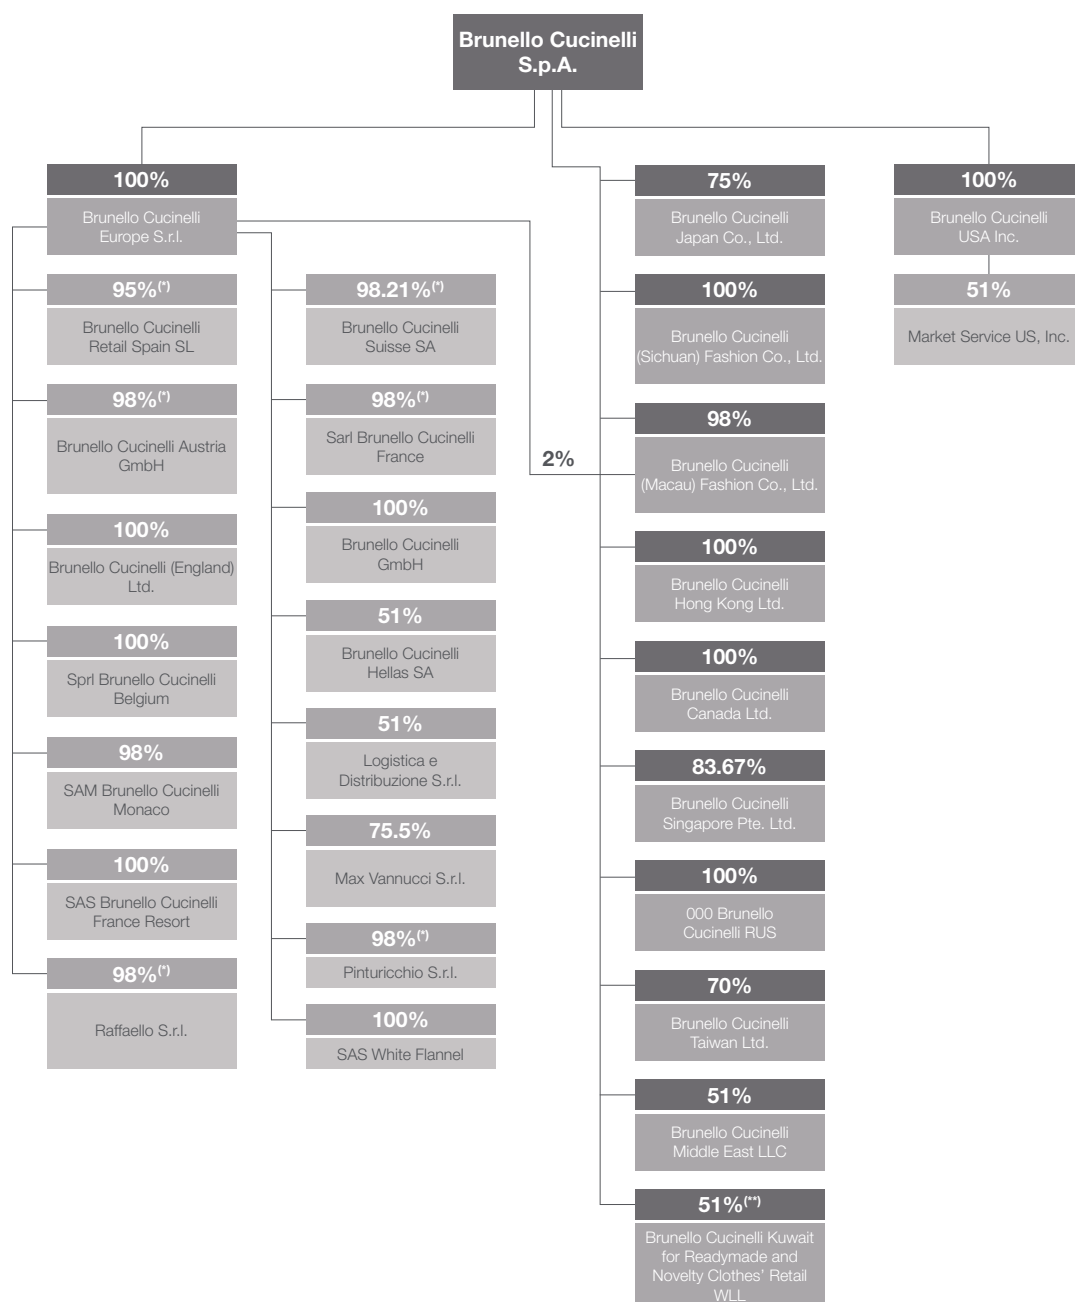 Brunello Cucinelli
S.p.A.
100%
Brunello Cucinelli
Europe S.r.l.
95%(*)
Brunello Cucinelli
Retail Spain SL
98%(*)
Brunello Cucinelli Austria
GmbH
100%
Brunello Cucinelli (England)
Ltd.
100%
Sprl Brunello Cucinelli
Belgium
98%
SAM Brunello Cucinelli
Monaco
100%
SAS Brunello Cucinelli
France Resort
98%(*)
Raffaello S.r.l.
98.21%(*)
Brunello Cucinelli
Suisse SA
98%(*)
Sarl Brunello Cucinelli
France
100%
Brunello Cucinelli
GmbH
51%
Brunello Cucinelli
Hellas SA
51%
Logistica e
Distribuzione S.r.l.
75.5%
Max Vannucci S.r.l.
98%(*)
Pinturicchio S.r.l.
100%
SAS White Flannel
2%
75%
Brunello Cucinelli
Japan Co., Ltd.
100%
Brunello Cucinelli
(Sichuan) Fashion Co., Ltd.
98%
Brunello Cucinelli
(Macau) Fashion Co., Ltd.
100%
Brunello Cucinelli
Hong Kong Ltd.
100%
Brunello Cucinelli
Canada Ltd.
83.67%
Brunello Cucinelli
Singapore Pte. Ltd.
100%
000 Brunello
Cucinelli RUS
70%
Brunello Cucinelli
Taiwan Ltd.
51%
Brunello Cucinelli
Middle East LLC
51%(**)
Brunello Cucinelli Kuwait
for Readymade and
Novelty Clothes’ Retail
WLL
100%
Brunello Cucinelli
USA Inc.
51%
Market Service US, Inc.